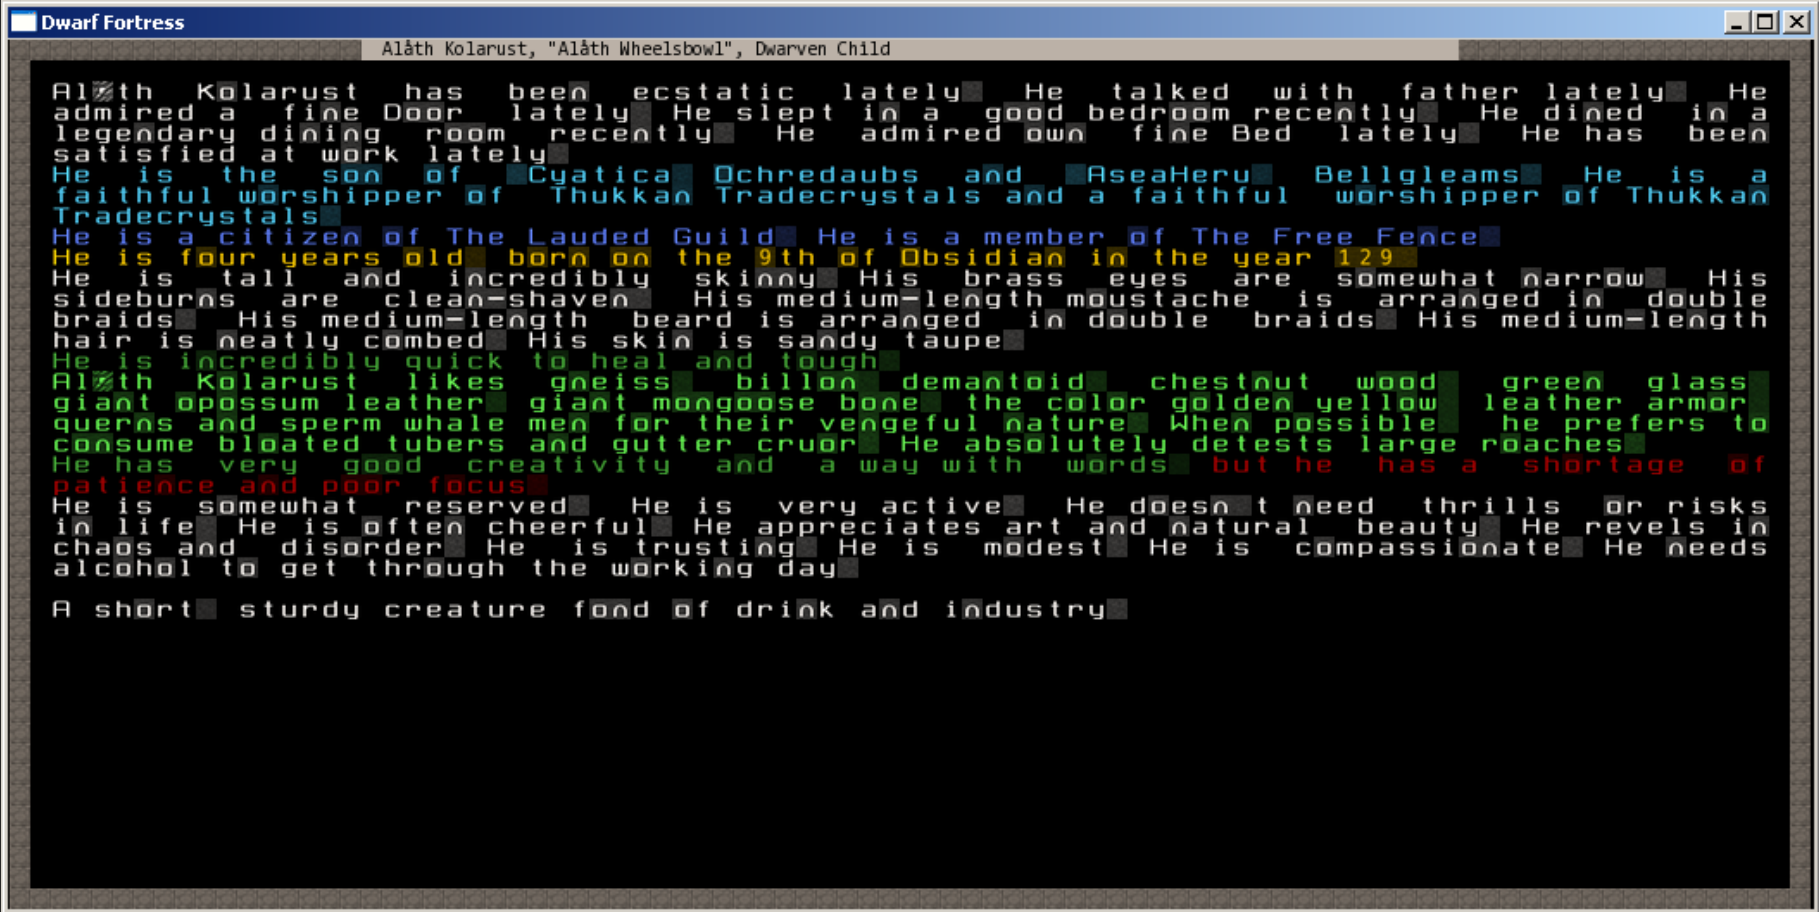 Dwarf Fortress
Alåth Kolarust, "Alåth Wheelsbowl", Dwarven Child
Al th Kolarust has been ecstatic lately He talked with father lately He
admired a fine Door lately He slept in a good bedroom recently He dined in a
legendary dining room recently He admired own fine Bed lately He has been
satisfied at work lately
He is the son of Cyatica Ochredaubs and AseaHeru Bellgleams He is a
faithful worshipper of Thukkan Tradecrystals and a faithful worshipper of Thukkan
Tradecrystals
He is a citizen of The Lauded Guild He is a member of The Free Fence
He is four years old born on the 9th of Obsidian in the year 129
He is tall and incredibly skinny His brass eyes are somewhat narrow His
sideburns are clean-shaven His medium-length moustache is arranged in double
braids His medium-length beard is arranged in double braids His medium-length
hair is neatly combed His skin is sandy taupe
He is incredibly quick to heal and tough
Al th Kolarust likes gneiss billon demantoid chestnut wood green glass
giant opossum leather giant mongoose bone the color golden yellow leather armor
querns and sperm whale men for their vengeful nature When possible he prefers to
consume bloated tubers and gutter cruor He absolutely detests large roaches
He has very good creativity and a way with words but he has a shortage of
patience and poor focus
He is somewhat reserved He is very active He doesn t need thrills or risks
in life He is often cheerful He appreciates art and natural beauty He revels in
chaos and disorder He is trusting He is modest He is compassionate He needs
alcohol to get through the working day
A short sturdy creature fond of drink and industry